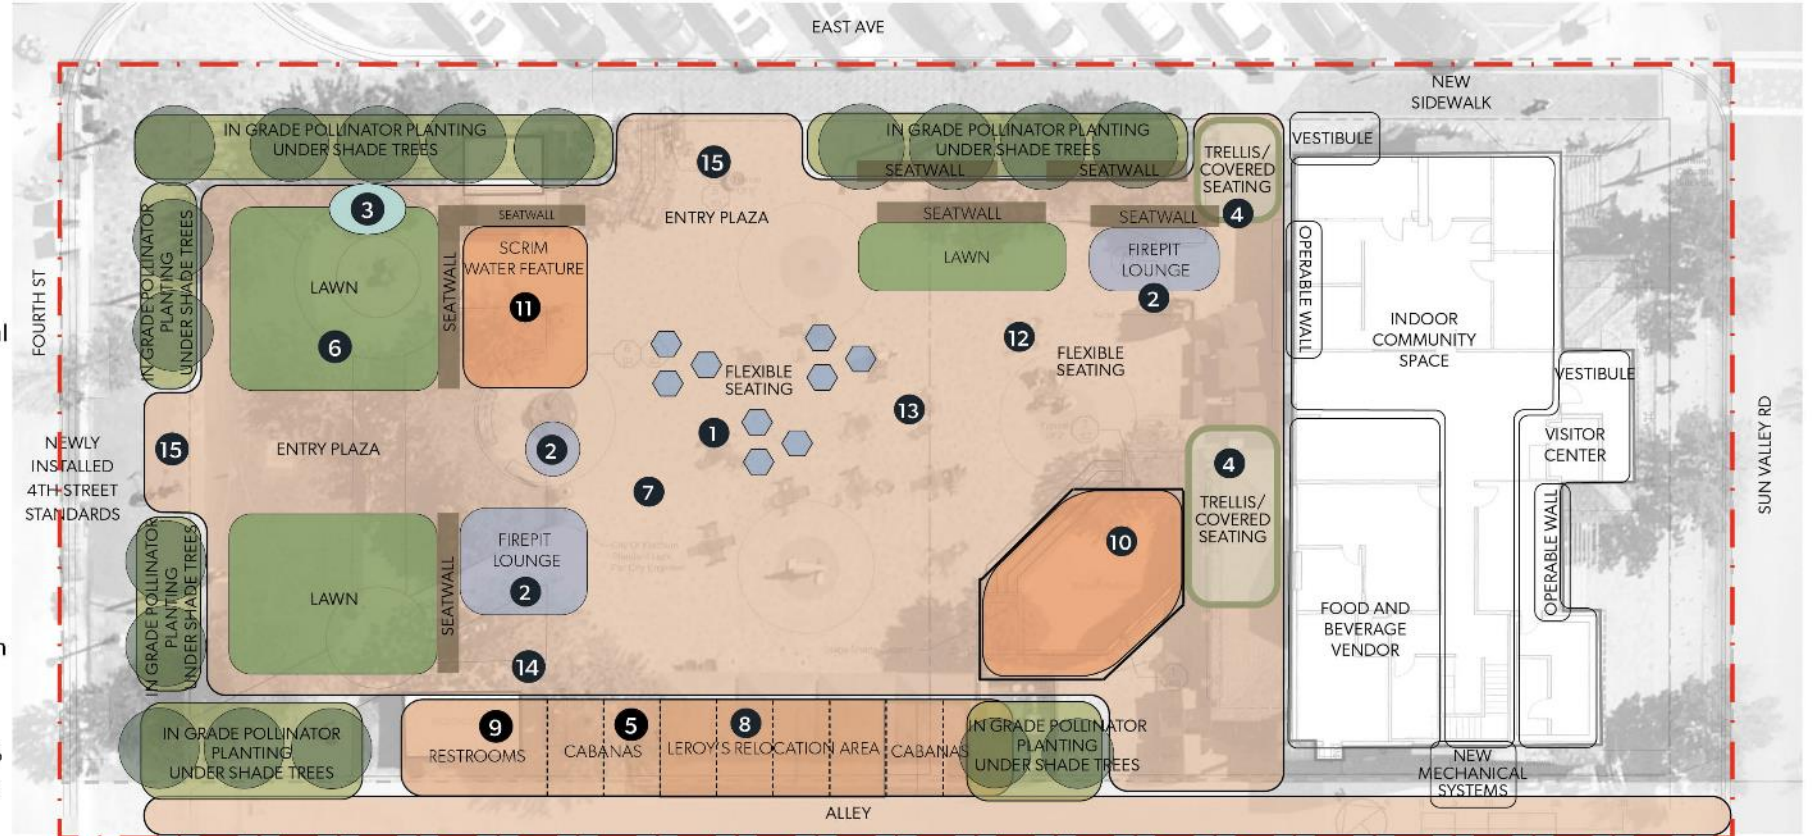 EAST AVE
NEW
SIDEWALK
IN GRADE POLLINATOR PLANTING
UNDER SHADE TREES
15
IN GRADE POLLINATOR PLANTING
UNDER SHADE TREES
SEATWALL
SEATWALL
TRELLIS/
COVERED
SEATING
4
VESTIBULE
3
SEATWALL
ENTRY PLAZA
SEATWALL
SEATWALL
IN GRADE POLLINATOR
PLANTING
UNDER SHADE TREES
LAWN
6
SEATWALL
SCRIM
WATER FEATURE
11
LAWN
FIREPIT
LOUNGE
2
OPERABLE WALL
INDOOR
COMMUNITY
SPACE
FOURTH ST
FLEXIBLE
SEATING
12
FLEXIBLE
SEATING
VESTIBULE
13
1
NEWLY
INSTALLED
4TH STREET
STANDARDS
15
ENTRY PLAZA
2
7
4
TRELLIS/
COVERED
SEATING
VISITOR
CENTER
SUN VALLEY RD
IN GRADE POLLINATOR
PLANTING
UNDER SHADE TREES
LAWN
SEATWALL
FIREPIT
LOUNGE
2
10
OPERABLE WALL
FOOD AND
BEVERAGE
VENDOR
14
IN GRADE POLLINATOR
PLANTING
UNDER SHADE TREES
9
RESTROOMS
5
CABANAS
8
LEROY'S RELOCATION AREA
CABANAS
IN GRADE POLLINATOR
PLANTING
UNDER SHADE TREES
NEW
MECHANICAL
SYSTEMS
ALLEY